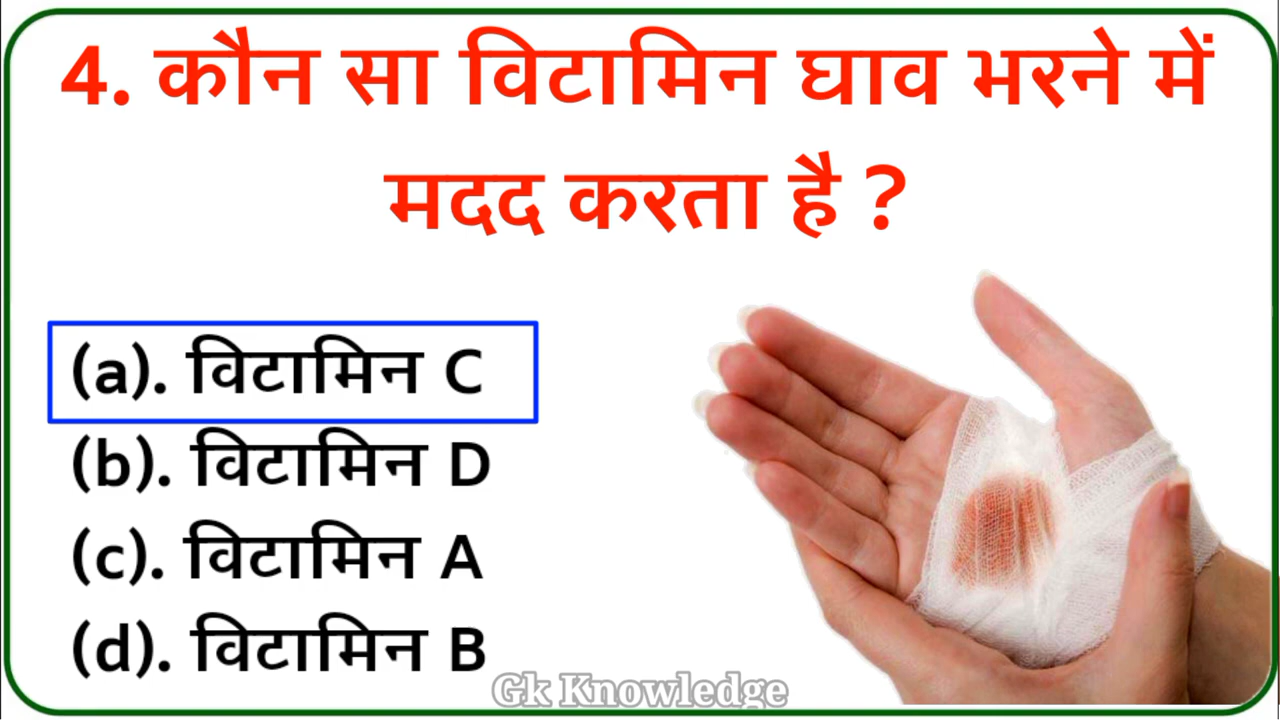 4. कौन सा विटामिन घाव भरने में
मदद करता है ?
(a). विटामिन C
(b). विटामिन D
(c). विटामिन A
(d). विटामिन B
Gk Knowledge